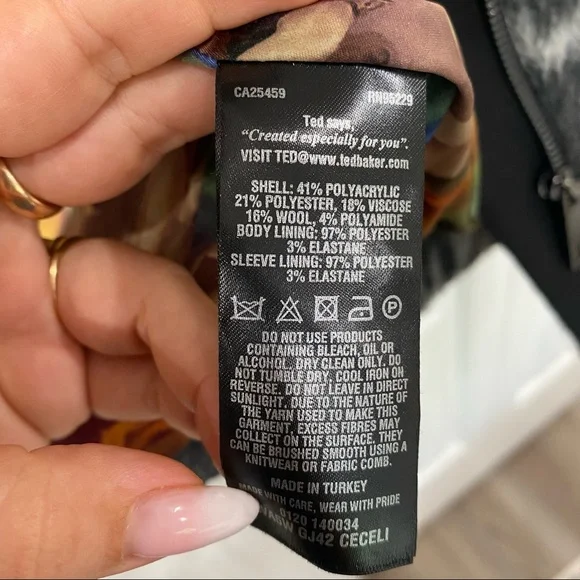 CA25459 RN95229
Ted says,
"Created especially for you".
VISIT TED@www.tedbaker.com
SHELL: 41% POLYACRYLIC
21% POLYESTER, 18% VISCOSE
16% WOOL, 4% POLYAMIDE
BODY LINING: 97% POLYESTER
3% ELASTANE
SLEEVE LINING: 97% POLYESTER
3% ELASTANE
P
DO NOT USE PRODUCTS
CONTAINING BLEACH, OIL OR
ALCOHOL. DRY CLEAN ONLY. DO
NOT TUMBLE DRY. COOL IRON ON
REVERSE. DO NOT LEAVE IN DIRECT
SUNLIGHT. DUE TO THE NATURE OF
THE YARN USED TO MAKE THIS
GARMENT, EXCESS FIBRES MAY
COLLECT ON THE SURFACE. THEY
CAN BE BRUSHED SMOOTH USING A
KNITWEAR OR FABRIC COMB.
MADE IN TURKEY
MADE WITH CARE, WEAR WITH PRIDE
0120 140034
GJ42 CECELI